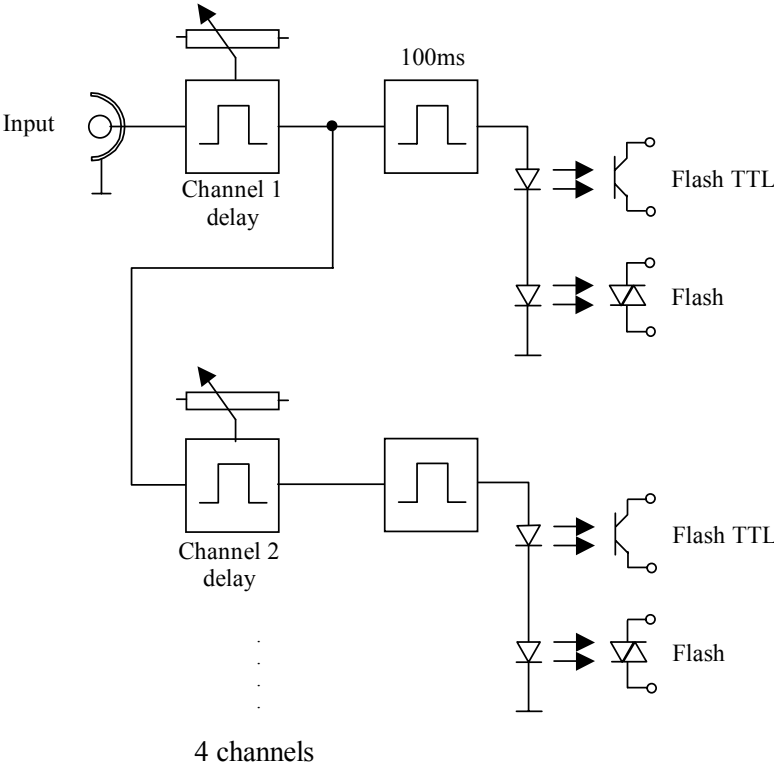 100ms
Input
Channel 1
delay
Flash TTL
Flash
Channel 2
delay
Flash TTL
Flash
4 channels